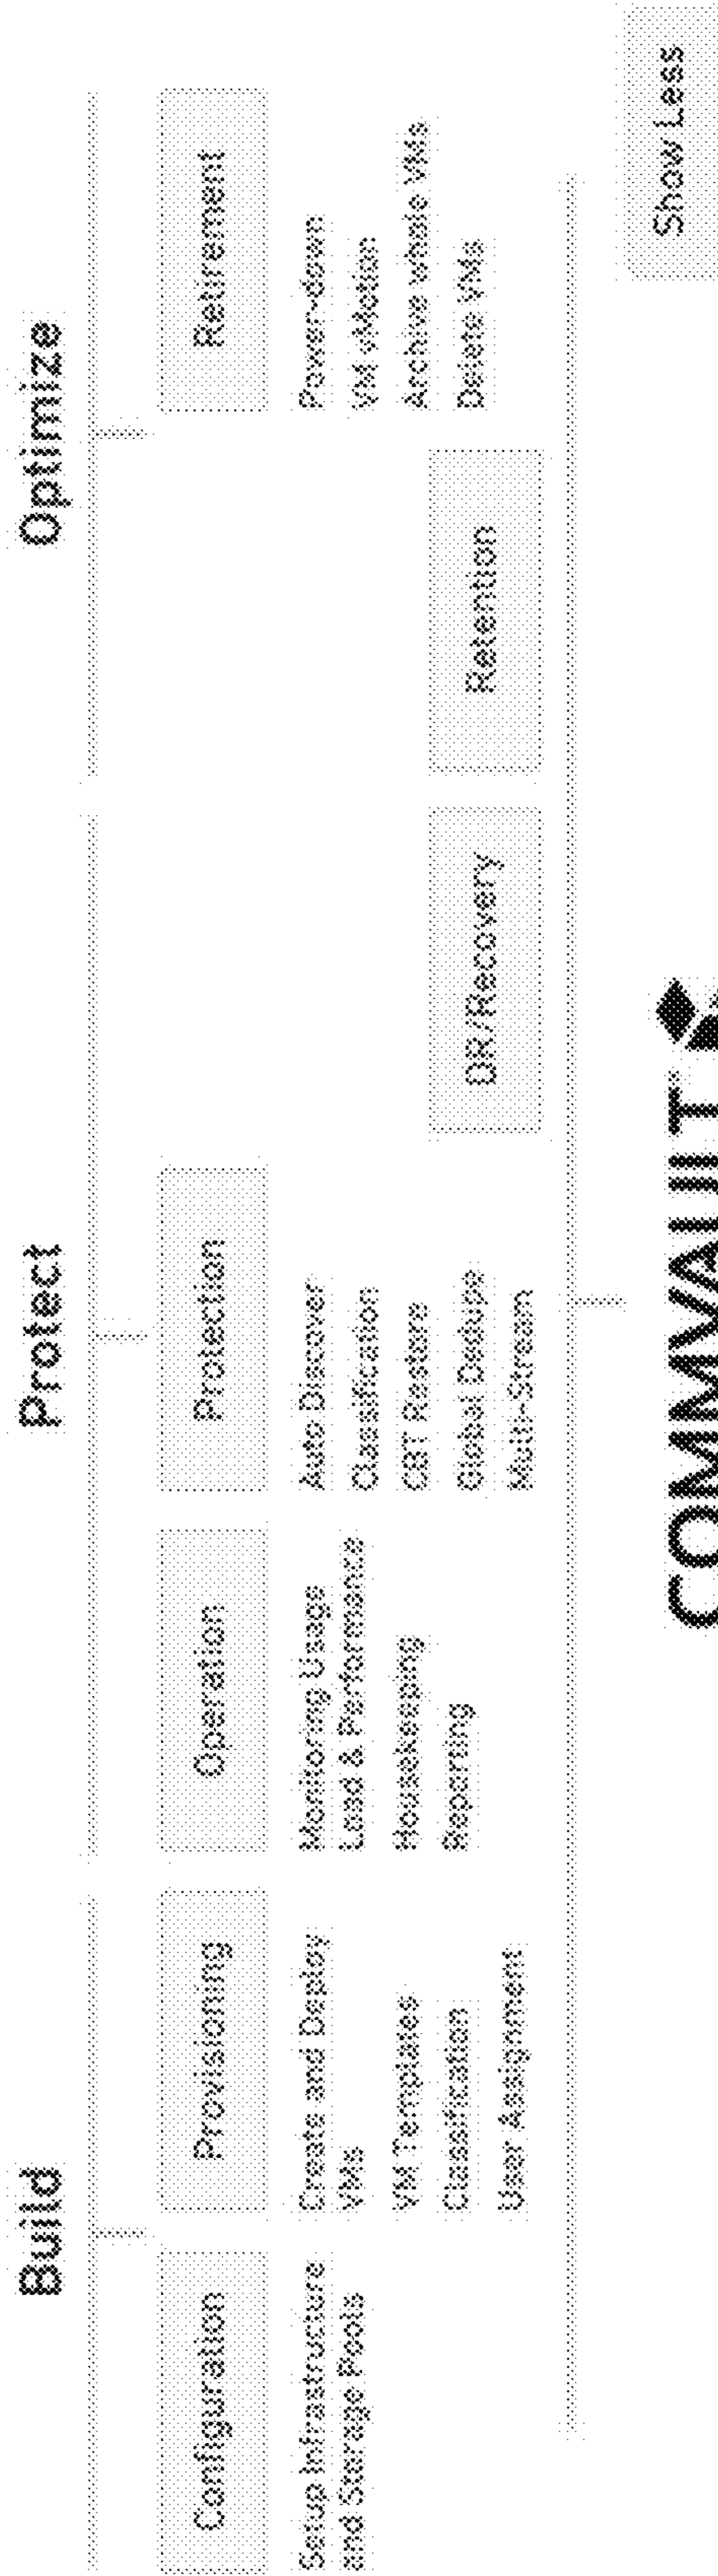 Build
Protect
Optimize
Configuration
Setup Infrastructure
and Storage Pools
Provisioning
Create and Deploy
VMs
VM Templates
Classification
User Assignment
Operation
Monitoring Usage
Load & Performance
Housekeeping
Reporting
Protection
Auto Discover
Classification
CBT Restore
Global Dedupe
Multi-Stream
DR/Recovery
Retention
Retirement
Power-down
VM vMotion
Archive whole VMs
Delete VMs
COMMVAULT
Show Less